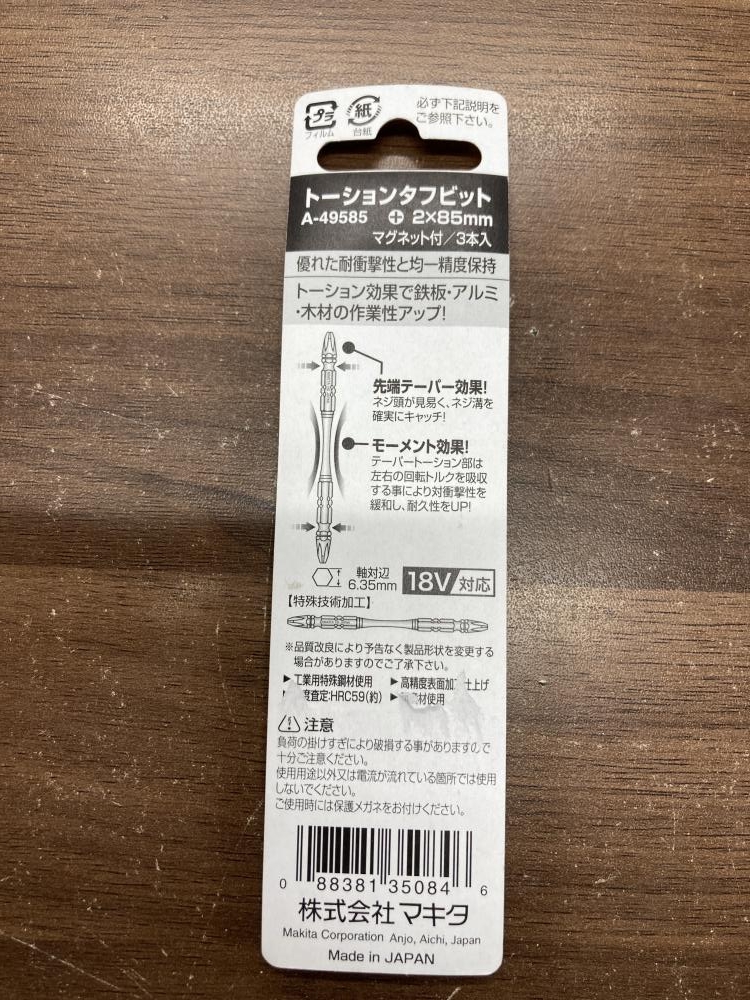 プラ
フィルム
紙
台紙
必ず下記説明を
ご参照下さい。
トーションタフビット
A-49585 ⊕ 2×85mm
マグネット付/3本入
優れた耐衝撃性と均一精度保持
トーション効果で鉄板・アルミ
・木材の作業性アップ!
先端テーパー効果!
ネジ頭が見易く、ネジ溝を
確実にキャッチ!
モーメント効果!
テーパートーション部は
左右の回転トルクを吸収
する事により対衝撃性を
緩和し、耐久性をUP!
軸対辺
6.35mm
18V/対応
【特殊技術加工】
※品質改良により予告なく製品形状を変更する
場合がありますのでご了承下さい。
▶工業用特殊鋼材使用 ▶高精度表面加 仕上げ
度査定:HRC59(約) ▶ 材使用
注意
負荷の掛けすぎにより破損する事がありますので
十分ご注意ください。
使用用途以外又は電流が流れている箇所では使用
しないでください。
ご使用時には保護メガネをお付けください。
0 88381 35084 6
株式会社マキタ
Makita Corporation Anjo, Aichi, Japan
Made in JAPAN